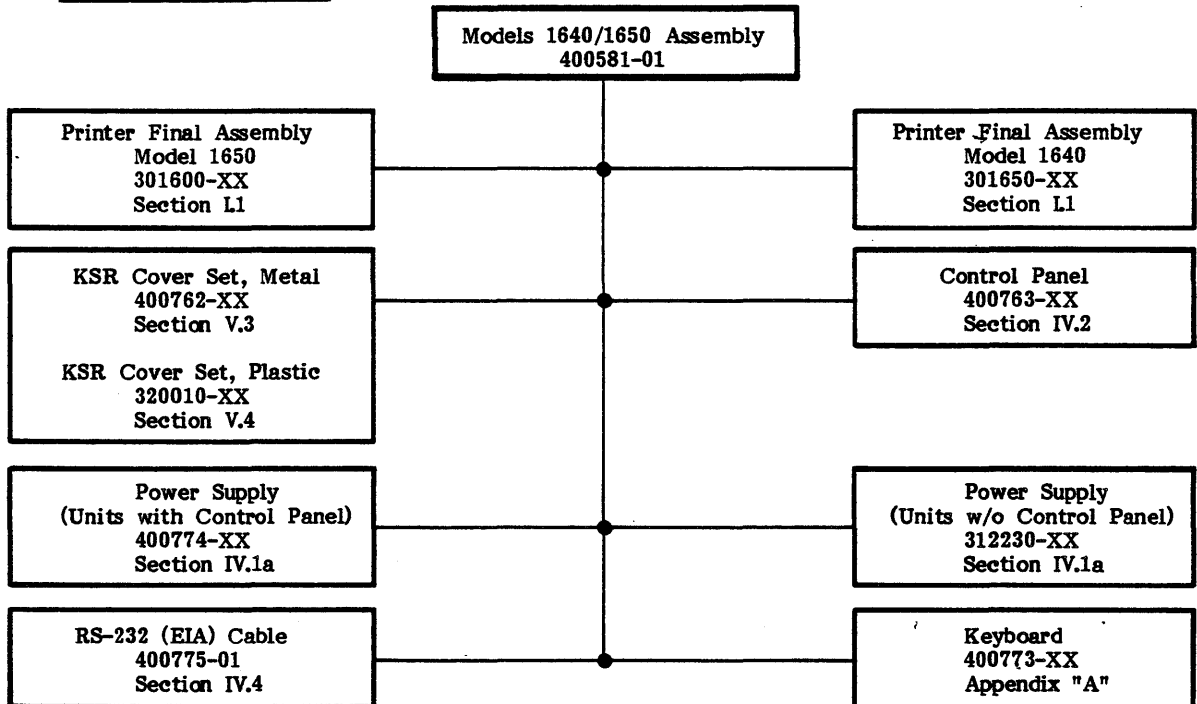 Models 1640/1650 Assembly
400581-01
Printer Final Assembly
Model 1650
301600-XX
Section L1
Printer Final Assembly
Model 1640
301650-XX
Section L1
KSR Cover Set, Metal
400762-XX
Section V.3
KSR Cover Set, Plastic
320010-XX
Section V.4
Control Panel
400763-XX
Section IV.2
Power Supply
(Units with Control Panel)
400774-XX
Section IV.1a
Power Supply
(Units w/o Control Panel)
312230-XX
Section IV.1a
RS-232 (EIA) Cable
400775-01
Section IV.4
Keyboard
400773-XX
Appendix "A"